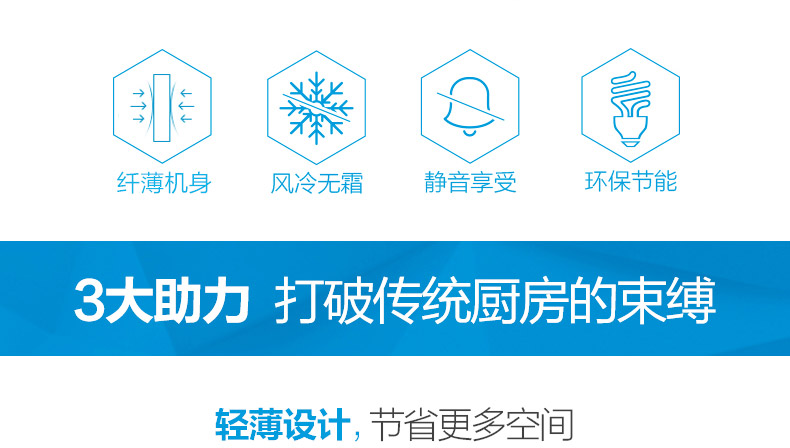 纤薄机身 风冷无霜 静音享受 环保节能
3大助力 打破传统厨房的束缚
轻薄设计,节省更多空间